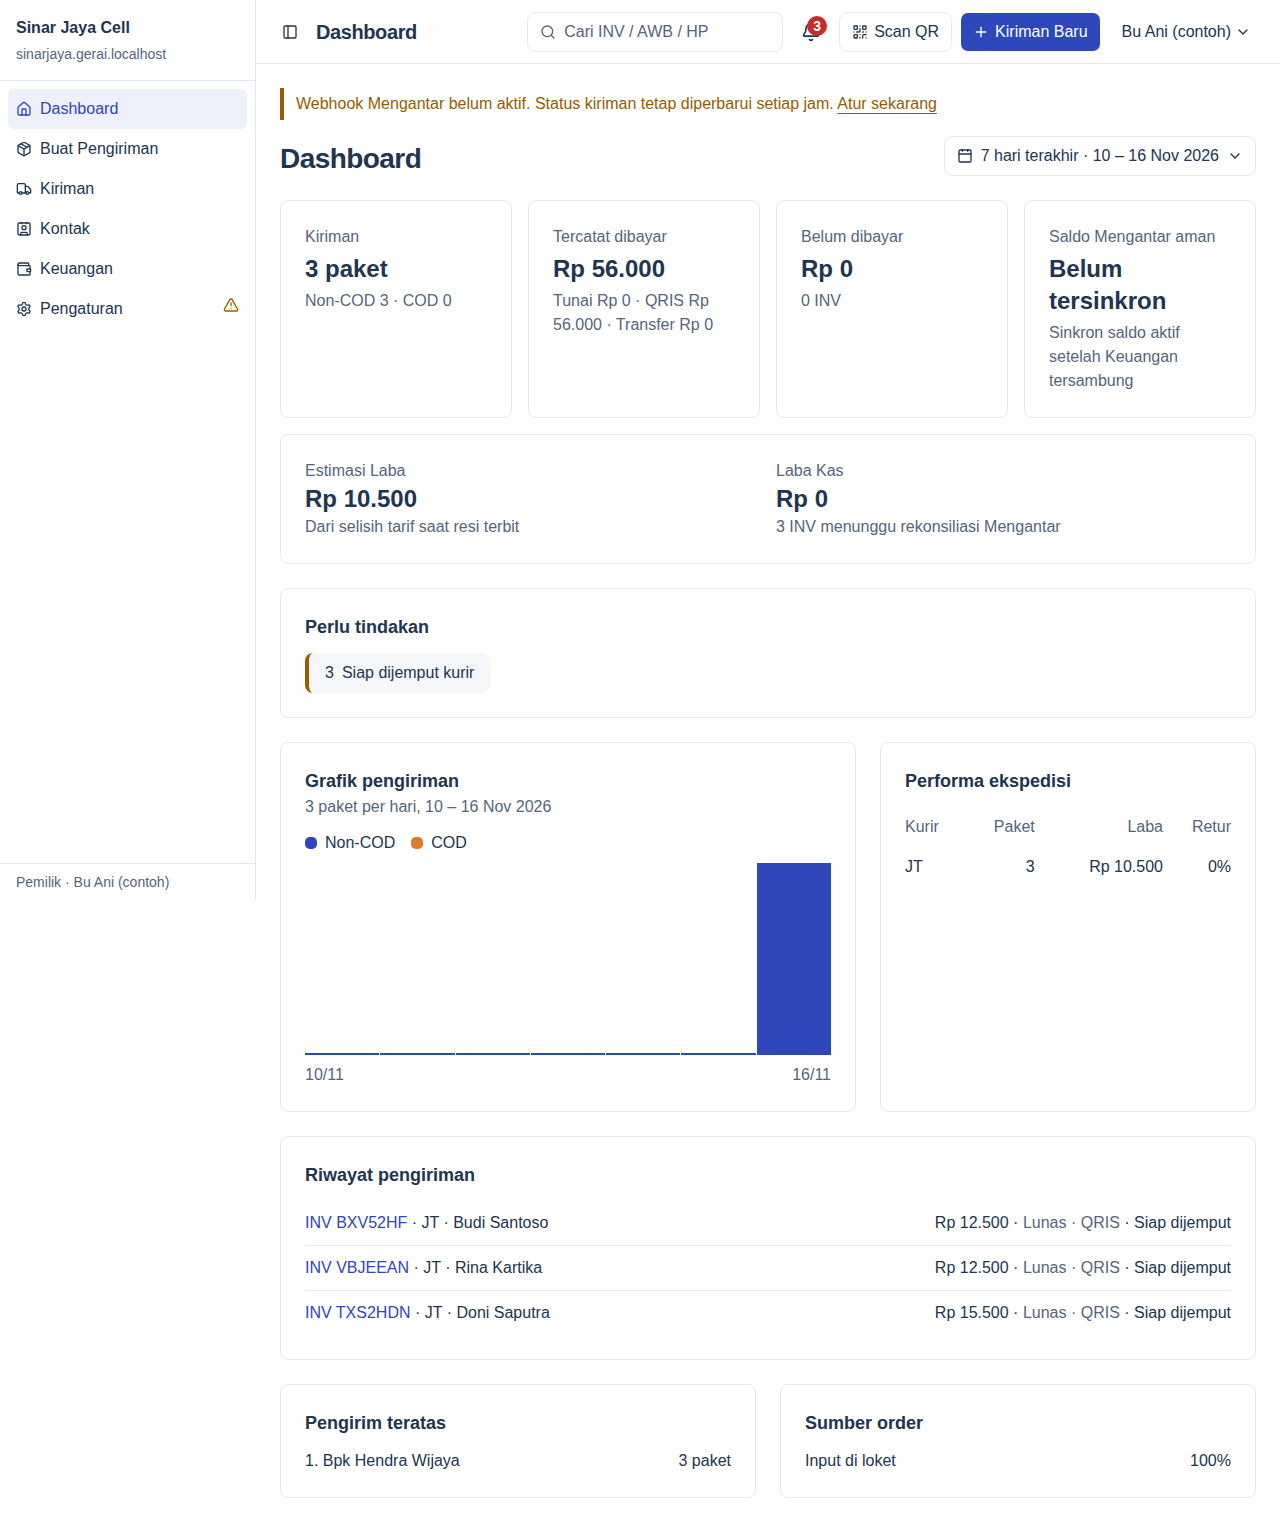 Sinar Jaya Cell
sinarjaya.gerai.localhost
Dashboard
Buat Pengiriman
Kiriman
Kontak
Keuangan
Pengaturan
Pemilik · Bu Ani (contoh)
Dashboard
Cari INV / AWB / HP
3
Scan QR
Kiriman Baru
Bu Ani (contoh)
Webhook Mengantar belum aktif. Status kiriman tetap diperbarui setiap jam. Atur sekarang
Dashboard
7 hari terakhir · 10 – 16 Nov 2026
Kiriman
3 paket
Non-COD 3 · COD 0
Tercatat dibayar
Rp 56.000
Tunai Rp 0 · QRIS Rp
56.000 · Transfer Rp 0
Belum dibayar
Rp 0
0 INV
Saldo Mengantar aman
Belum
tersinkron
Sinkron saldo aktif
setelah Keuangan
tersambung
Estimasi Laba
Rp 10.500
Dari selisih tarif saat resi terbit
Laba Kas
Rp 0
3 INV menunggu rekonsiliasi Mengantar
Perlu tindakan
3 Siap dijemput kurir
Grafik pengiriman
3 paket per hari, 10 – 16 Nov 2026
Non-COD COD
10/11 16/11
Performa ekspedisi
Kurir Paket Laba Retur
JT 3 Rp 10.500 0%
Riwayat pengiriman
INV BXV52HF · JT · Budi Santoso Rp 12.500 · Lunas · QRIS · Siap dijemput
INV VBJEEAN · JT · Rina Kartika Rp 12.500 · Lunas · QRIS · Siap dijemput
INV TXS2HDN · JT · Doni Saputra Rp 15.500 · Lunas · QRIS · Siap dijemput
Pengirim teratas
1. Bpk Hendra Wijaya 3 paket
Sumber order
Input di loket 100%